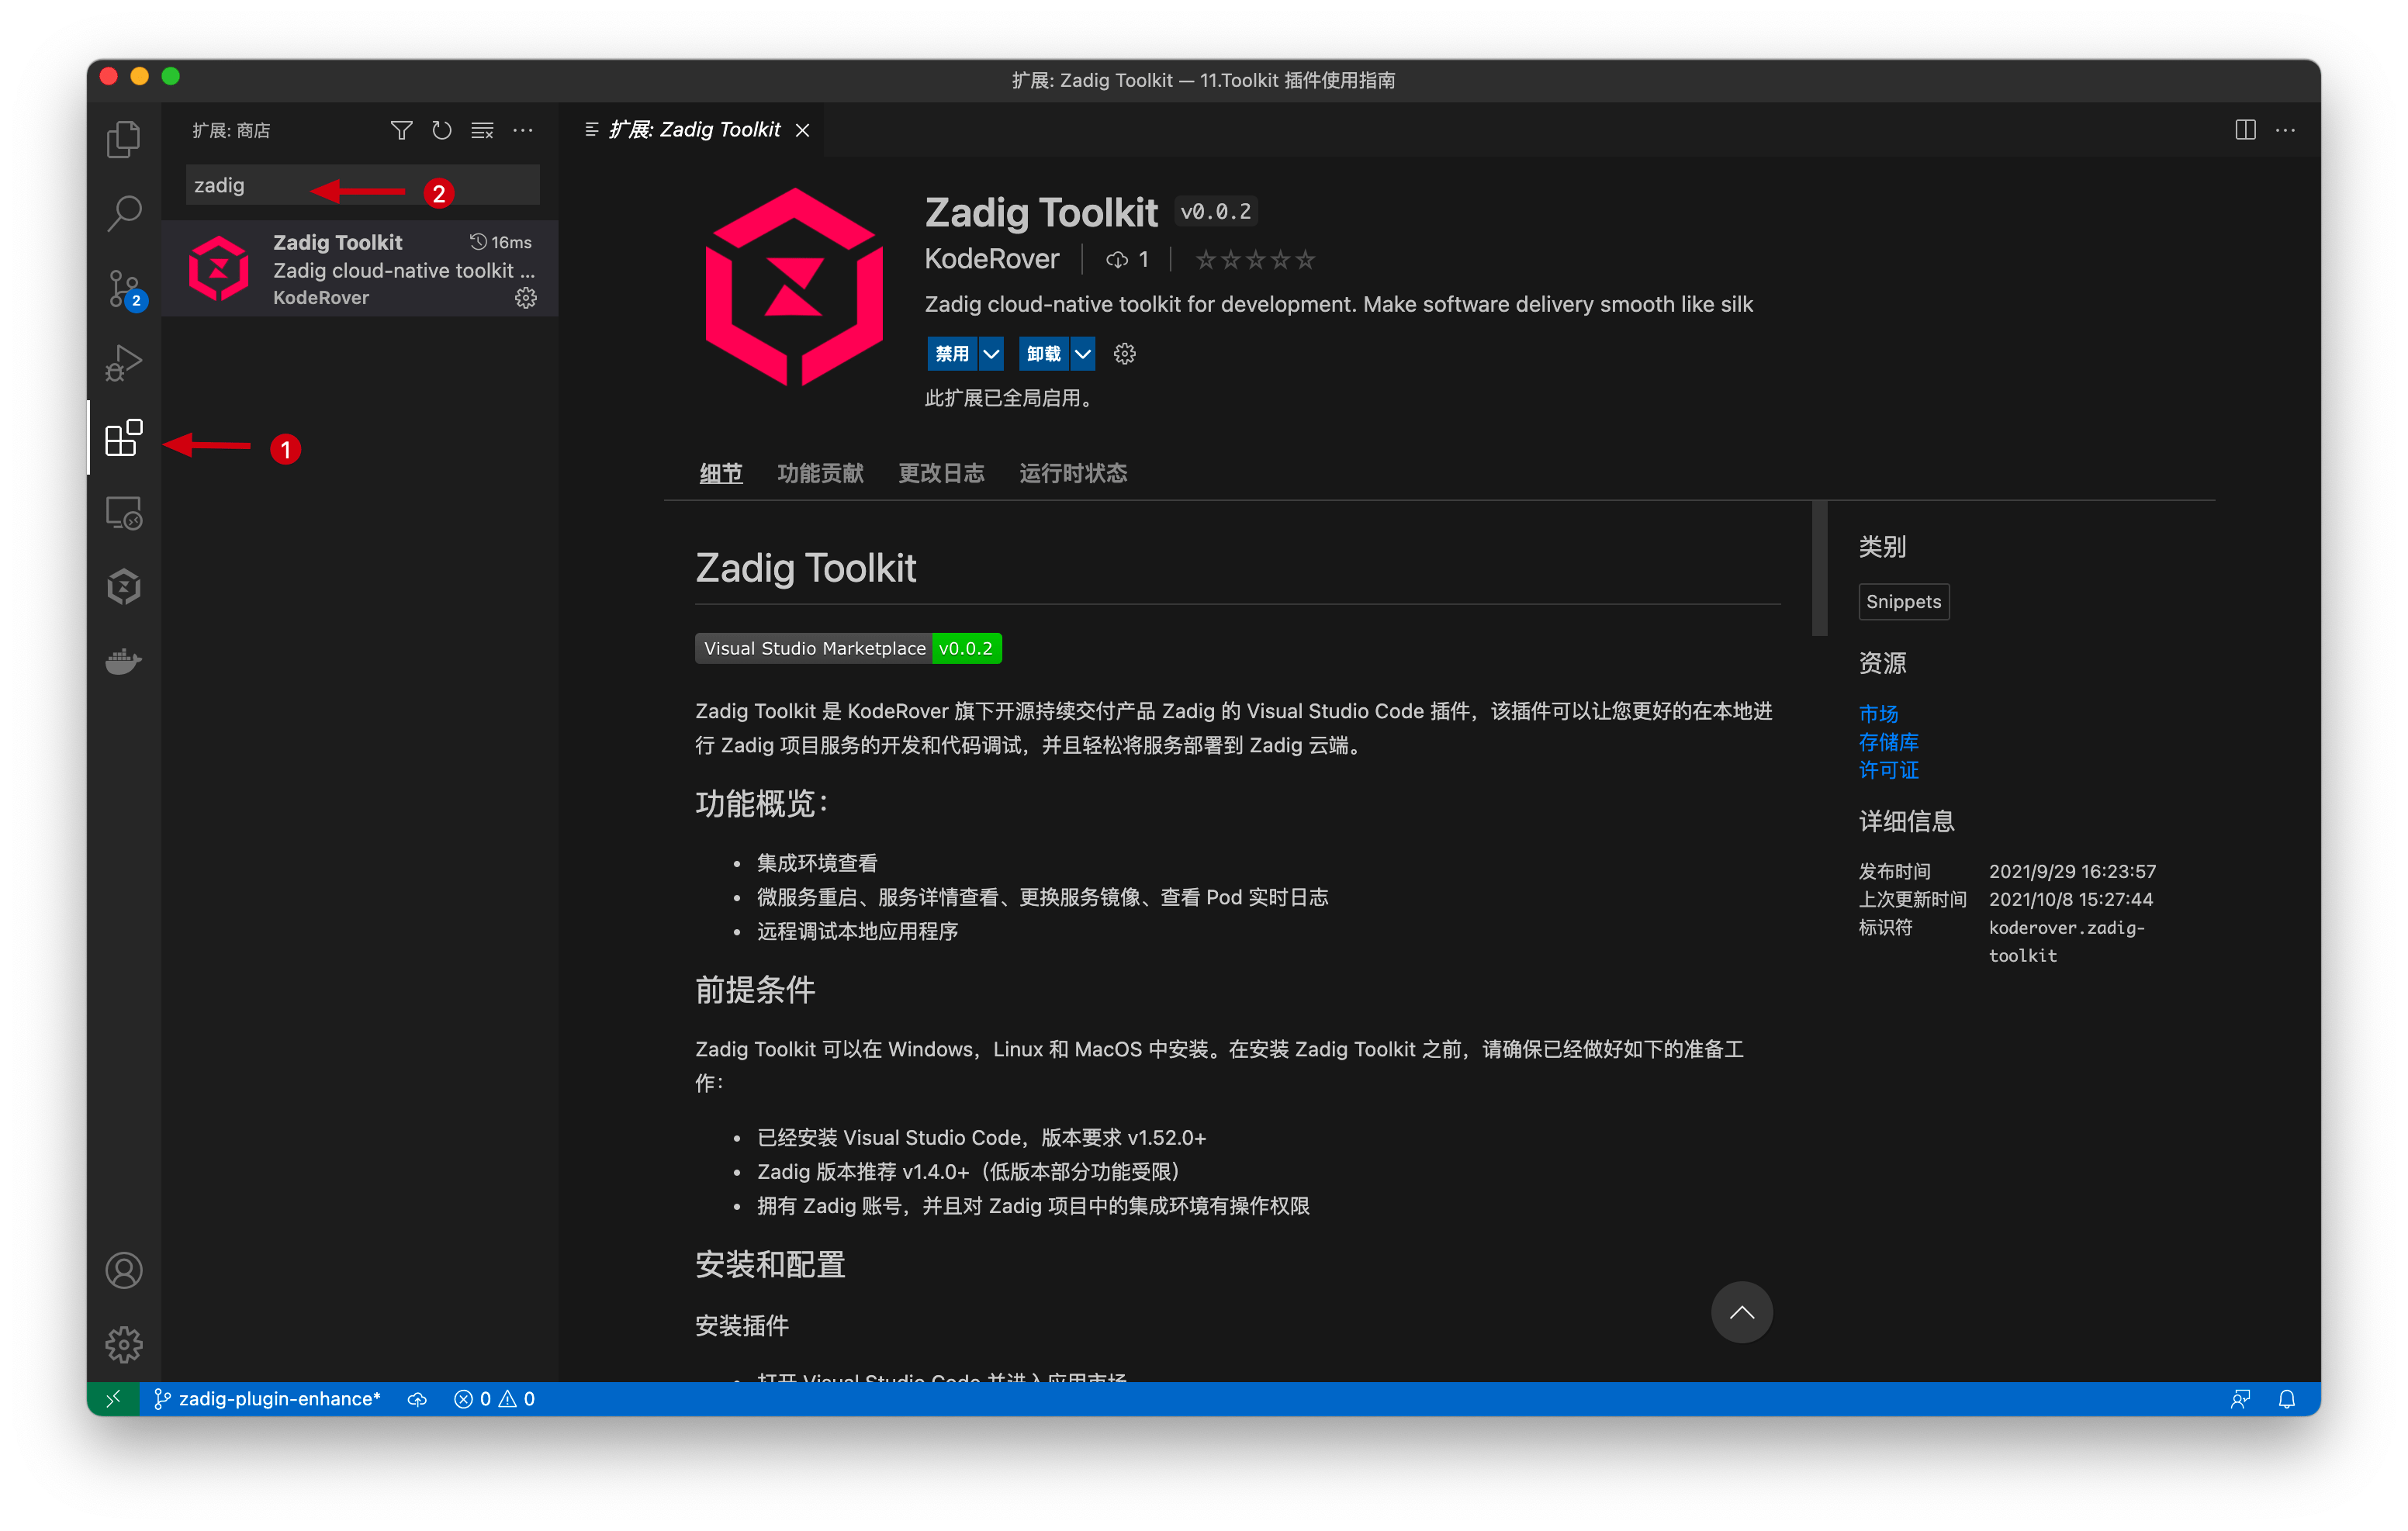 扩展: Zadig Toolkit — 11.Toolkit 插件使用指南
扩展: 商店
zadig
2
Zadig Toolkit
16ms
Zadig cloud-native toolkit ...
KodeRover
2
1
扩展: Zadig Toolkit
Zadig Toolkit v0.0.2
KodeRover 1
Zadig cloud-native toolkit for development. Make software delivery smooth like silk
禁用 卸载
此扩展已全局启用。
细节 功能贡献 更改日志 运行时状态
Zadig Toolkit
Visual Studio Marketplace v0.0.2
Zadig Toolkit 是 KodeRover 旗下开源持续交付产品 Zadig 的 Visual Studio Code 插件，该插件可以让您更好的在本地进
行 Zadig 项目服务的开发和代码调试，并且轻松将服务部署到 Zadig 云端。
功能概览：
• 集成环境查看
• 微服务重启、服务详情查看、更换服务镜像、查看 Pod 实时日志
• 远程调试本地应用程序
前提条件
Zadig Toolkit 可以在 Windows，Linux 和 MacOS 中安装。在安装 Zadig Toolkit 之前，请确保已经做好如下的准备工
作：
• 已经安装 Visual Studio Code，版本要求 v1.52.0+
• Zadig 版本推荐 v1.4.0+（低版本部分功能受限）
• 拥有 Zadig 账号，并且对 Zadig 项目中的集成环境有操作权限
安装和配置
安装插件
• 打开 Visual Studio Code 并进入应用市场
类别
Snippets
资源
市场
存储库
许可证
详细信息
发布时间 2021/9/29 16:23:57
上次更新时间 2021/10/8 15:27:44
标识符 koderover.zadig-
toolkit
zadig-plugin-enhance* 0 0